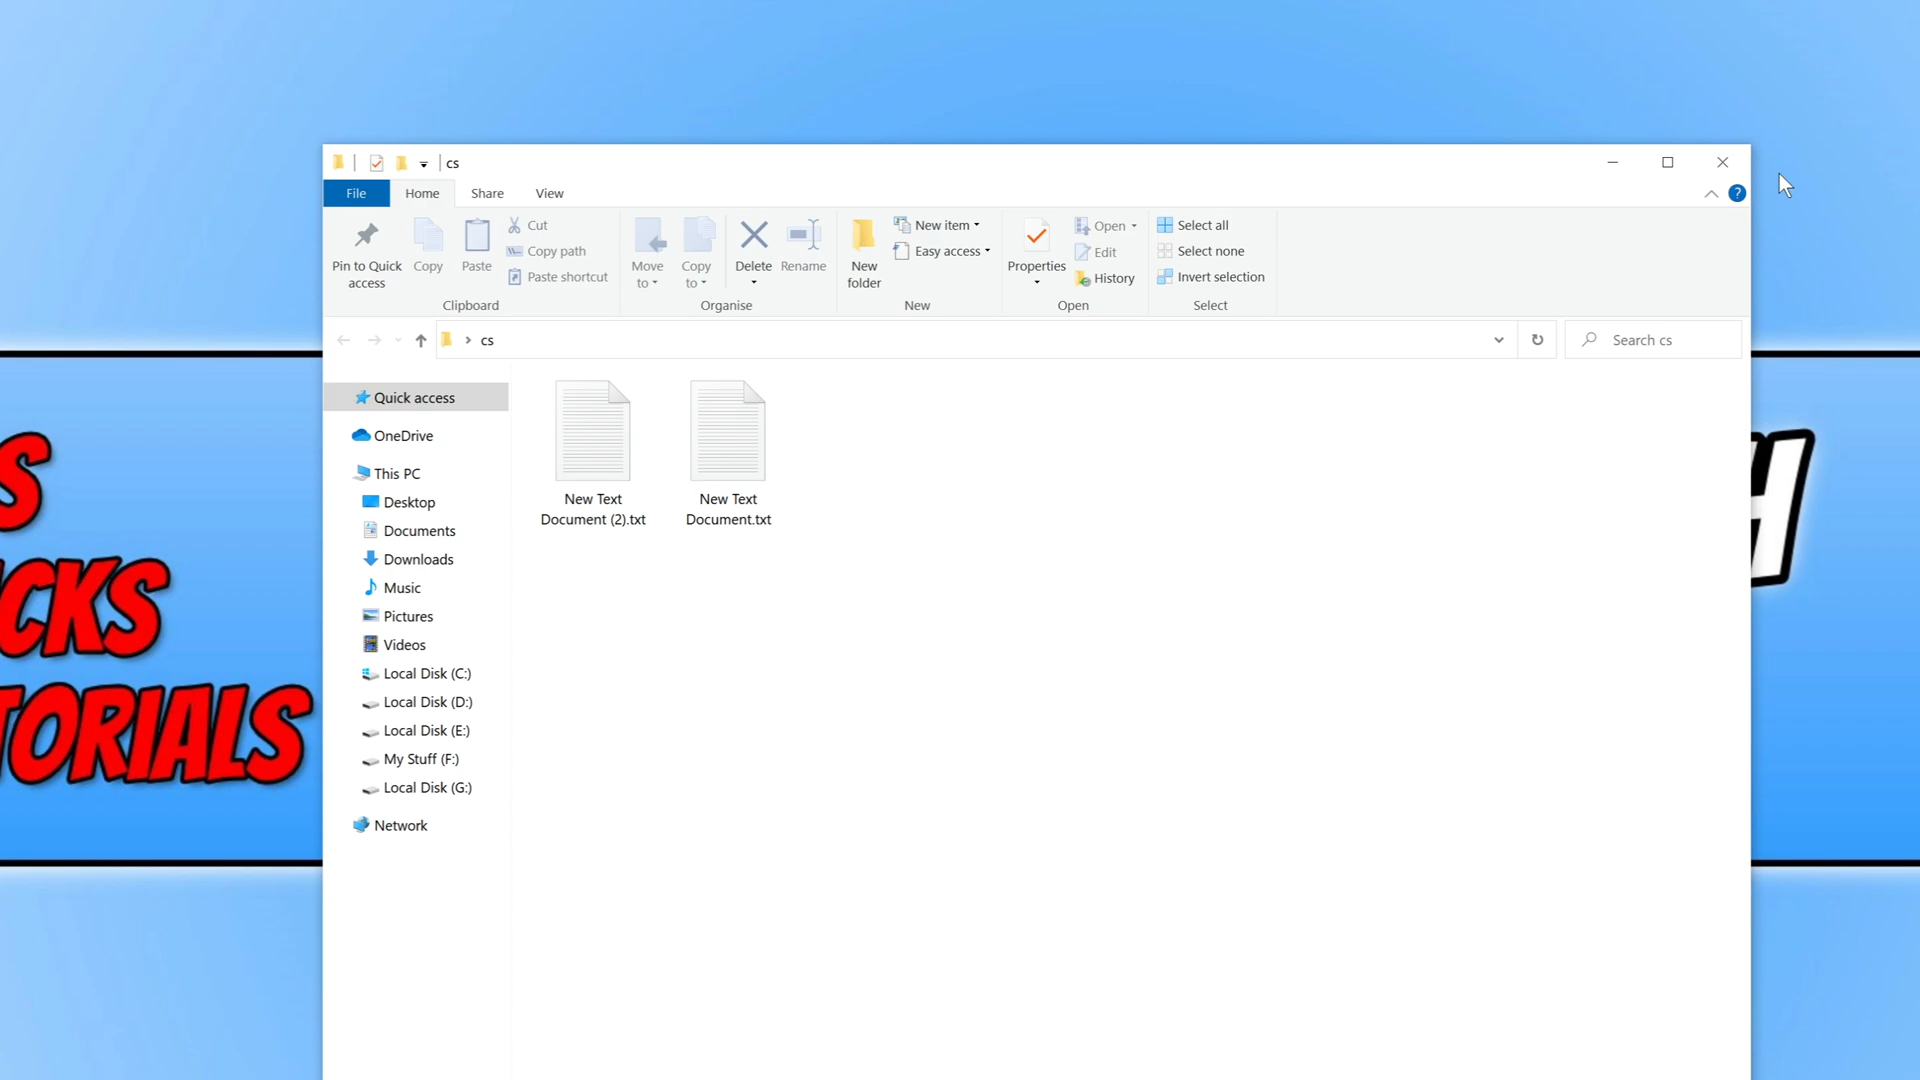 cs
File Home Share View
Pin to Quick access
Copy
Paste
Cut
Copy path
Paste shortcut
Clipboard
Move to
Copy to
Delete
Rename
Organise
New folder
New item
Easy access
New
Properties
Open
Edit
History
Open
Select all
Select none
Invert selection
Select
cs
Search cs
Quick access
OneDrive
This PC
Desktop
Documents
Downloads
Music
Pictures
Videos
Local Disk (C:)
Local Disk (D:)
Local Disk (E:)
My Stuff (F:)
Local Disk (G:)
Network
New Text
Document (2).txt
New Text
Document.txt
S
ICKS
TORIALS
H